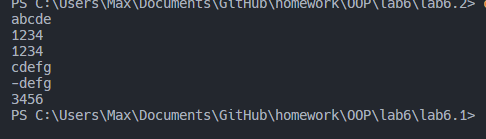 PS C:\Users\Max\Documents\GitHub\homework\OOP\lab6\lab6.2>
abcde
1234
1234
cdefg
-defg
3456
PS C:\Users\Max\Documents\GitHub\homework\OOP\lab6\lab6.1>